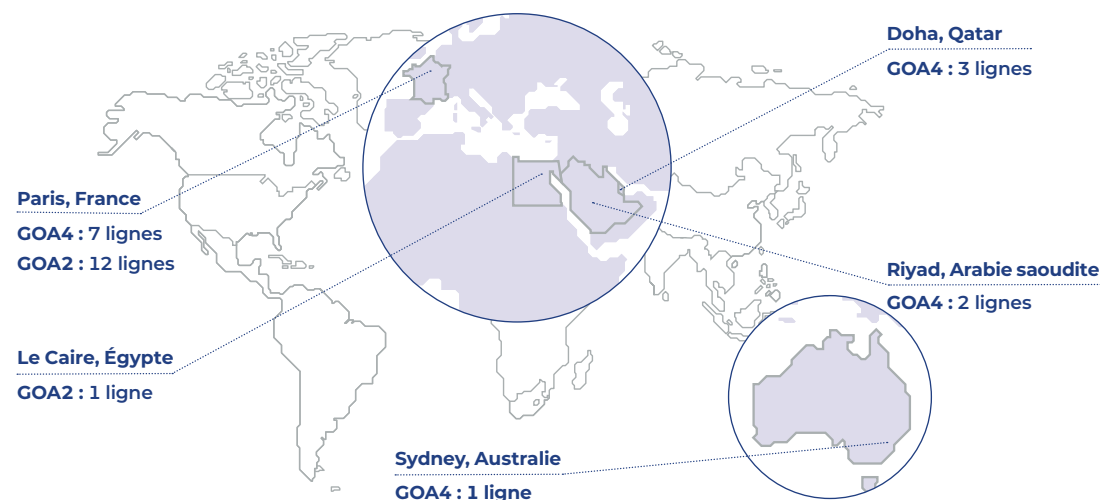 Doha, Qatar
GOA4 : 3 lignes
Paris, France
GOA4 : 7 lignes
GOA2 : 12 lignes
Riyad, Arabie saoudite
GOA4 : 2 lignes
Le Caire, Égypte
GOA2 : 1 ligne
Sydney, Australie
GOA4 : 1 ligne